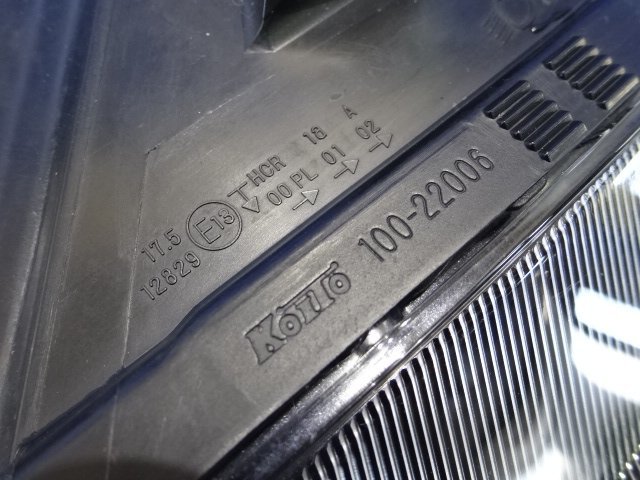 HCR 18 A
00 PL 01 02
17.5
12829
E13
KOITO
100-22006